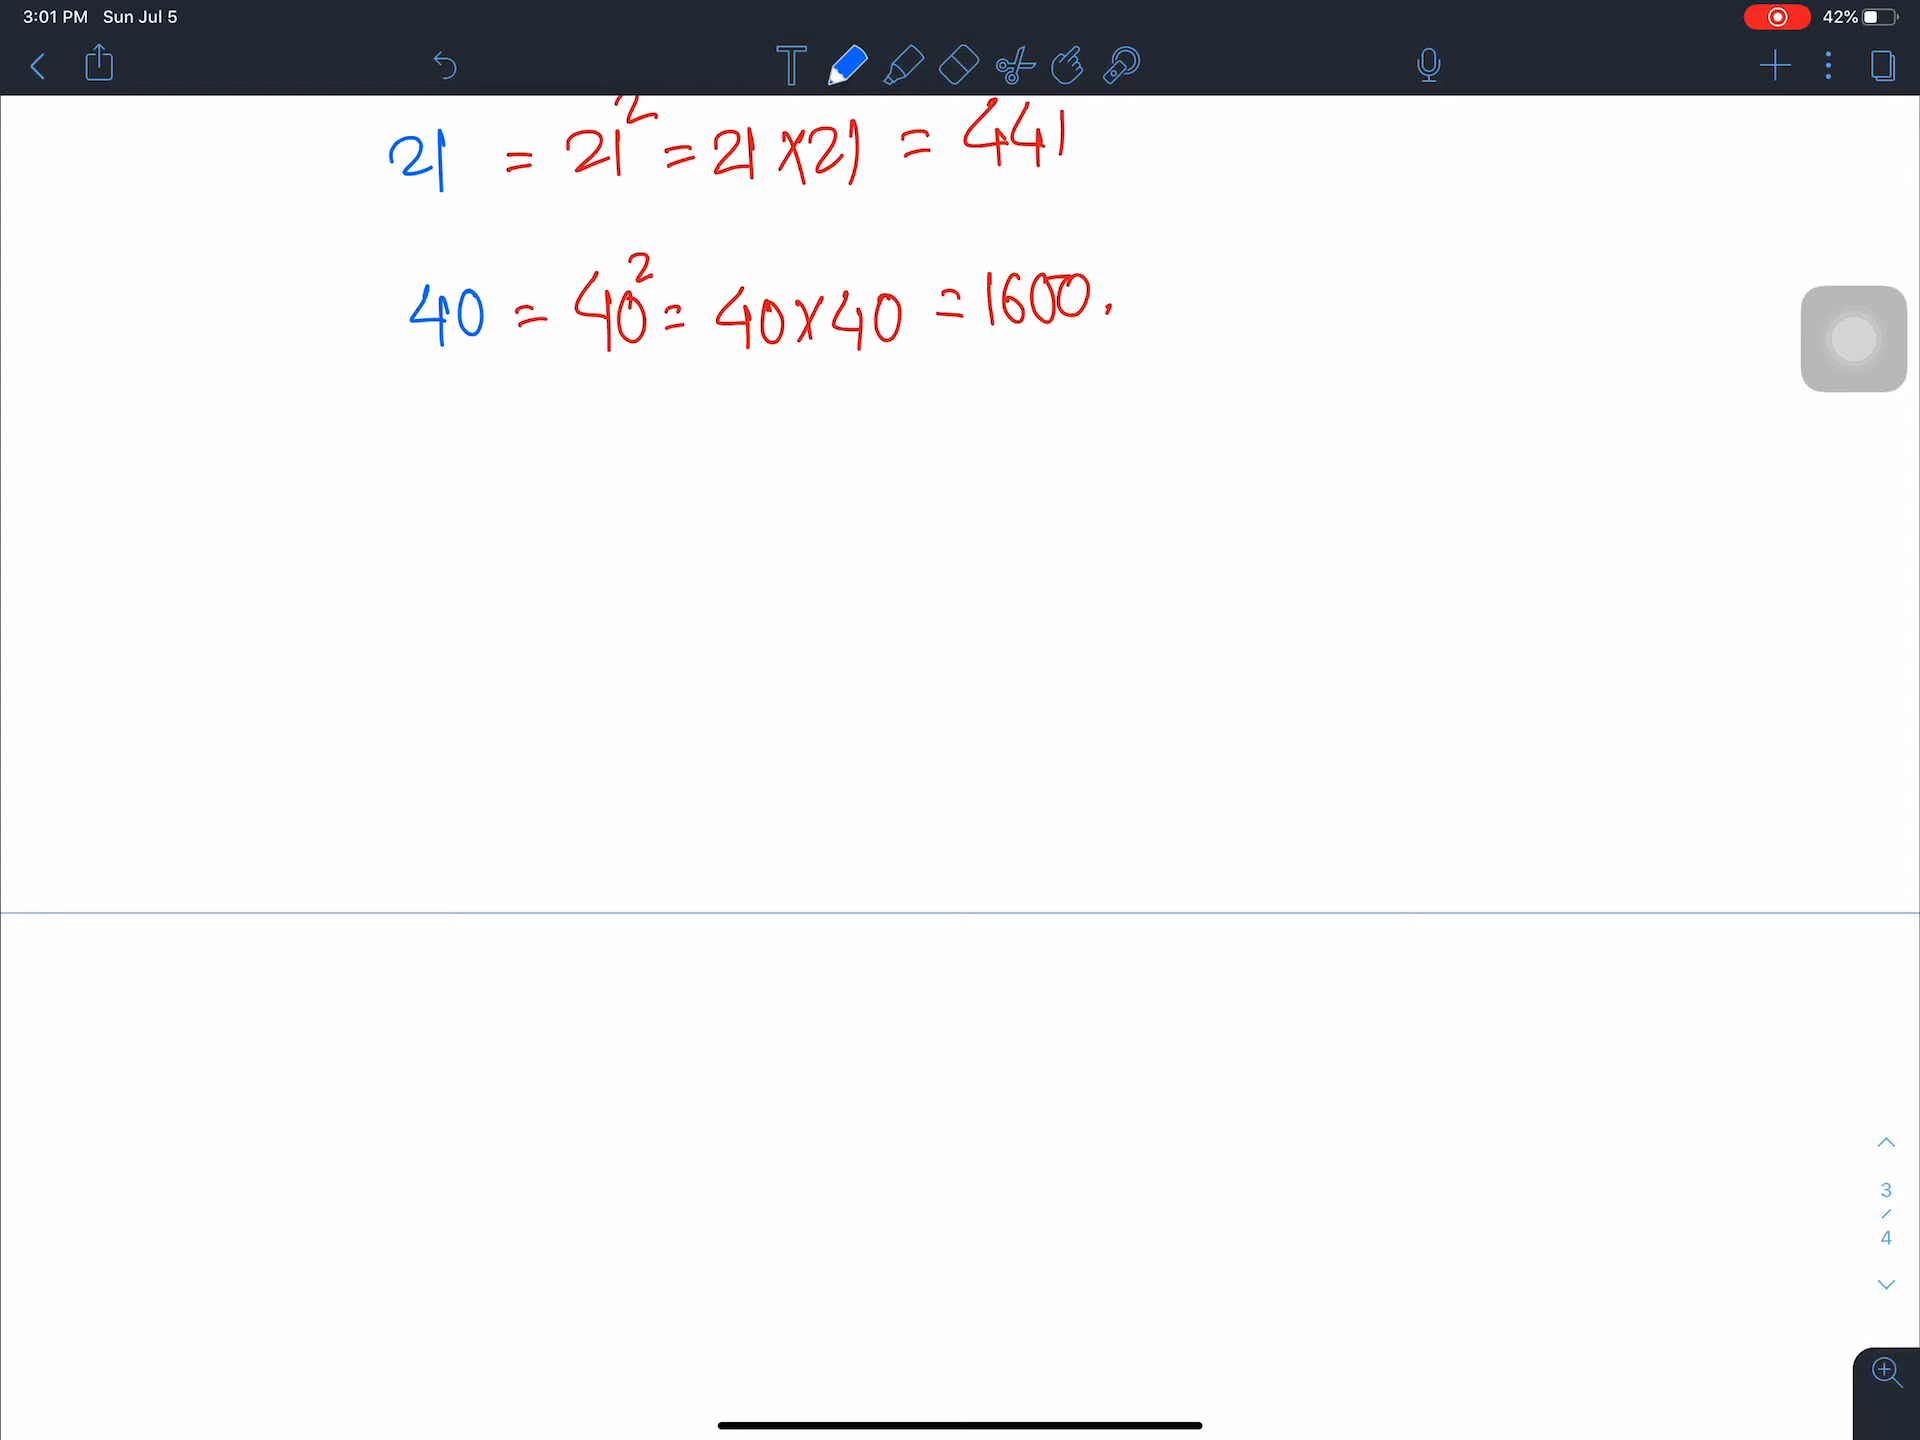 3:01 PM Sun Jul 5 42%
T
21 = 21² = 21 × 21 = 441
40 = 40² = 40 × 40 = 1600.
3
/
4